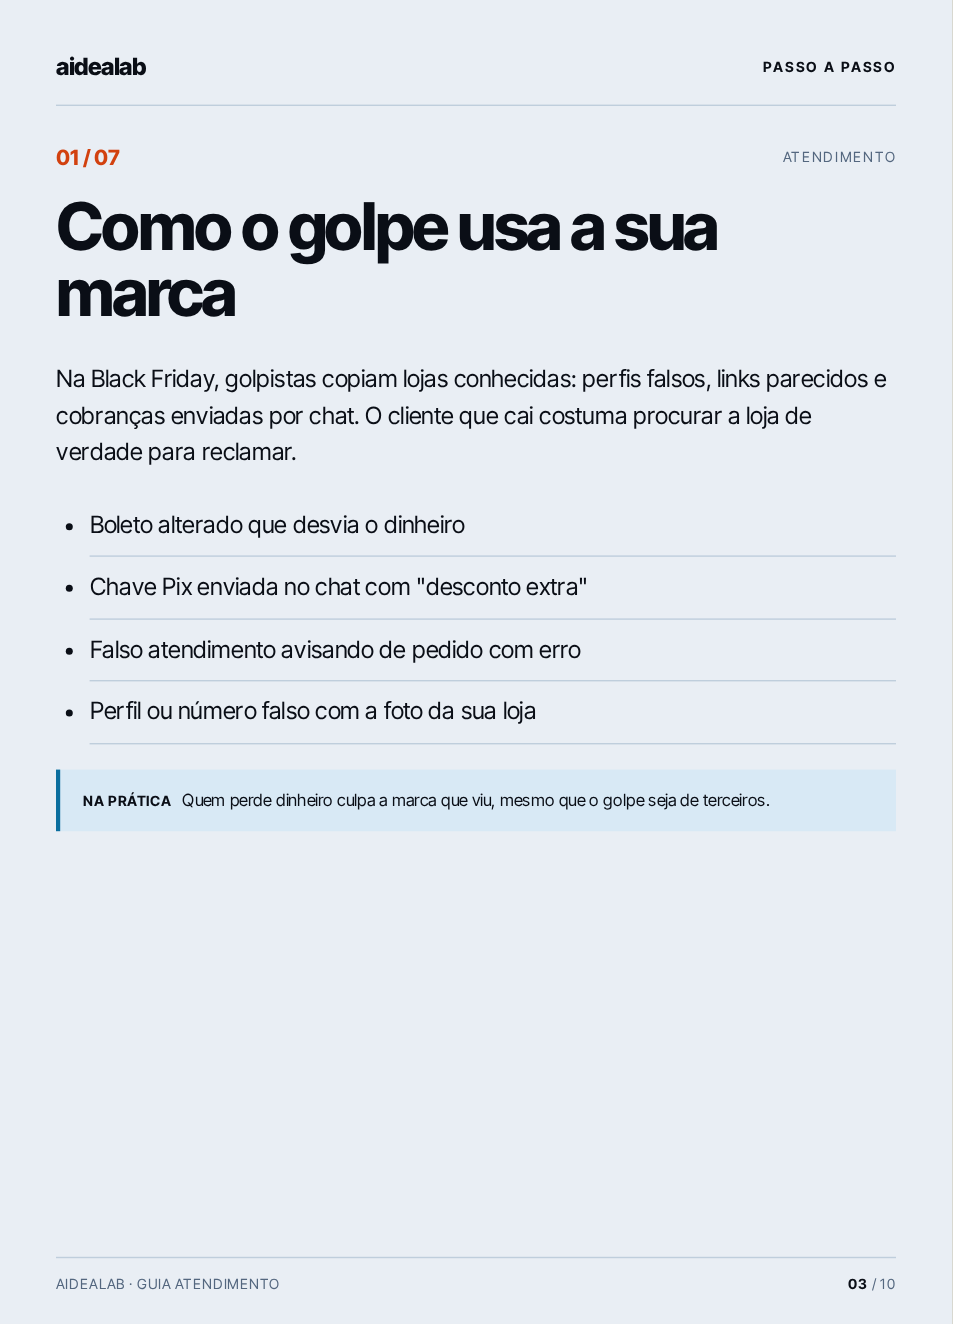 aidealab
PASSO A PASSO
01 / 07
ATENDIMENTO
Como o golpe usa a sua
marca
Na Black Friday, golpistas copiam lojas conhecidas: perfis falsos, links parecidos e
cobranças enviadas por chat. O cliente que cai costuma procurar a loja de
verdade para reclamar.
• Boleto alterado que desvia o dinheiro
• Chave Pix enviada no chat com "desconto extra"
• Falso atendimento avisando de pedido com erro
• Perfil ou número falso com a foto da sua loja
NA PRÁTICA Quem perde dinheiro culpa a marca que viu, mesmo que o golpe seja de terceiros.
AIDEALAB · GUIA ATENDIMENTO
03 / 10